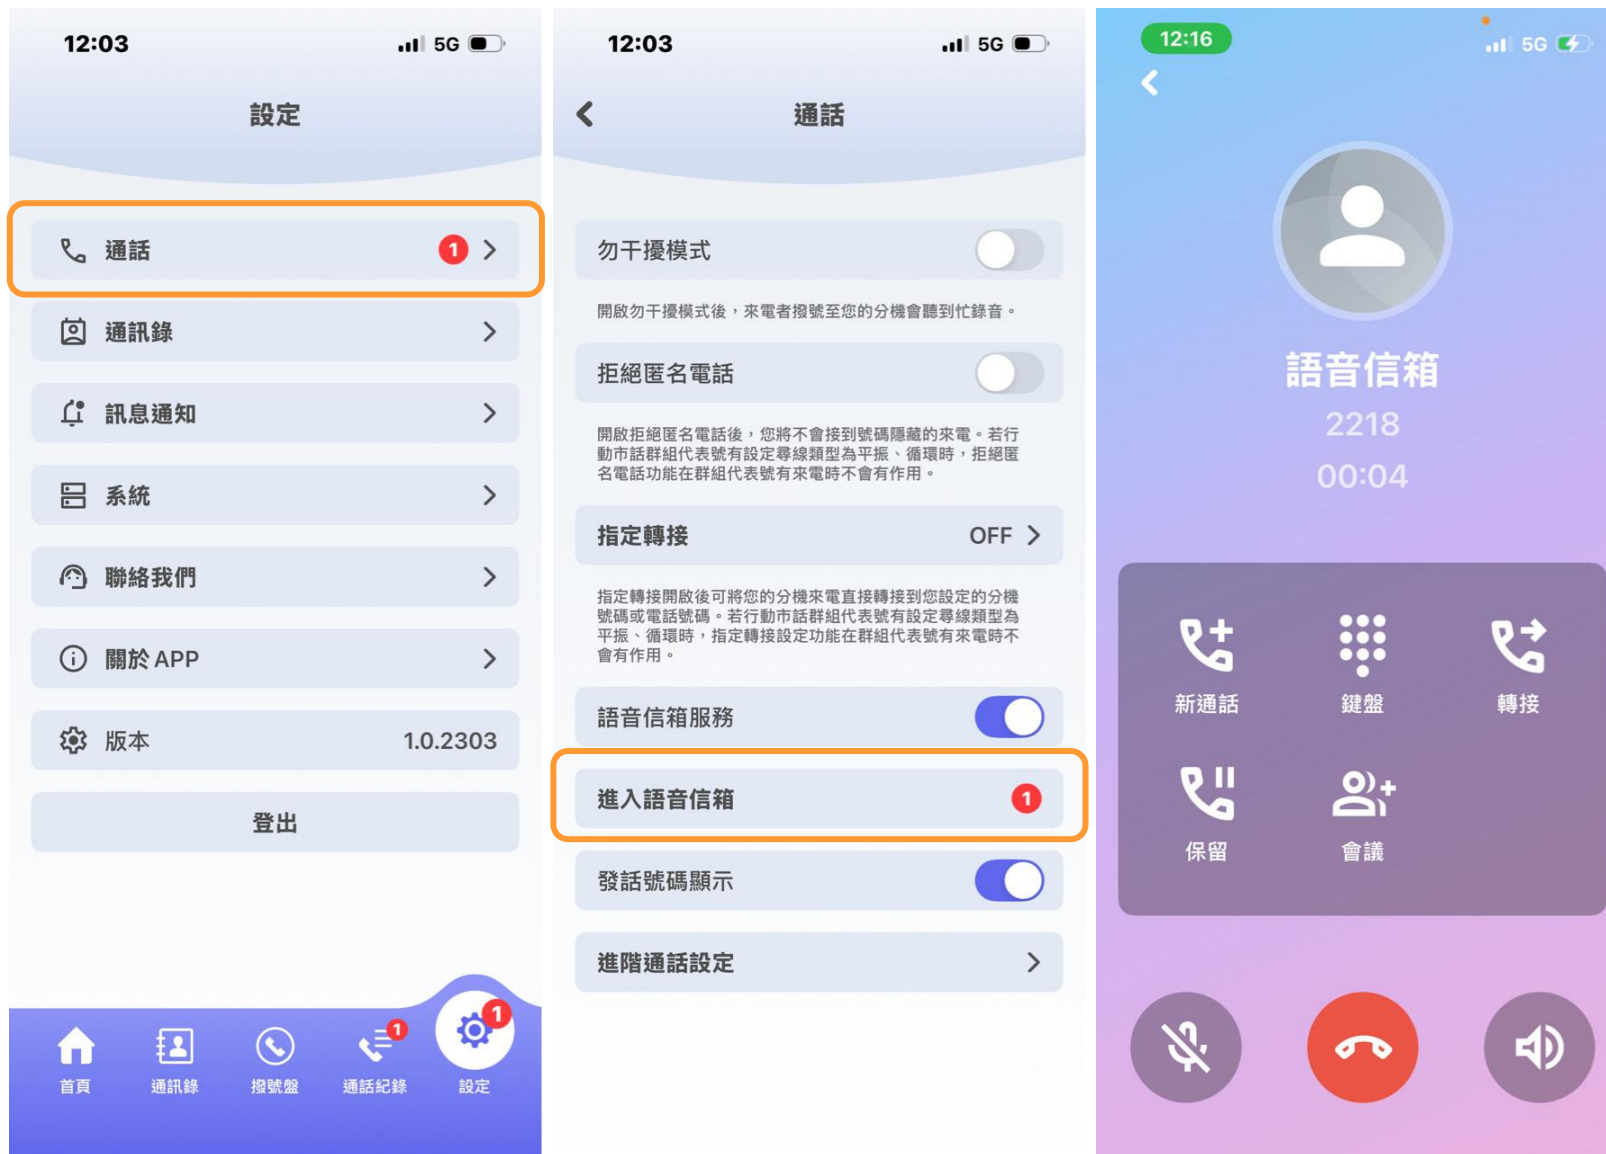 12:03
5G
設定
通話
1
通訊錄
訊息通知
系統
聯絡我們
關於 APP
版本
1.0.2303
登出
首頁
通訊錄
撥號盤
1
通話紀錄
1
設定
12:03
5G
通話
勿干擾模式
開啟勿干擾模式後，來電者撥號至您的分機會聽到忙錄音。
拒絕匿名電話
開啟拒絕匿名電話後，您將不會接到號碼隱藏的來電。若行
動市話群組代表號有設定尋線類型為平振、循環時，拒絕匿
名電話功能在群組代表號有來電時不會有作用。
指定轉接
OFF
指定轉接開啟後可將您的分機來電直接轉接到您設定的分機
號碼或電話號碼。若行動市話群組代表號有設定尋線類型為
平振、循環時，指定轉接設定功能在群組代表號有來電時不
會有作用。
語音信箱服務
進入語音信箱
1
發話號碼顯示
進階通話設定
12:16
5G
語音信箱
2218
00:04
新通話
鍵盤
轉接
保留
會議